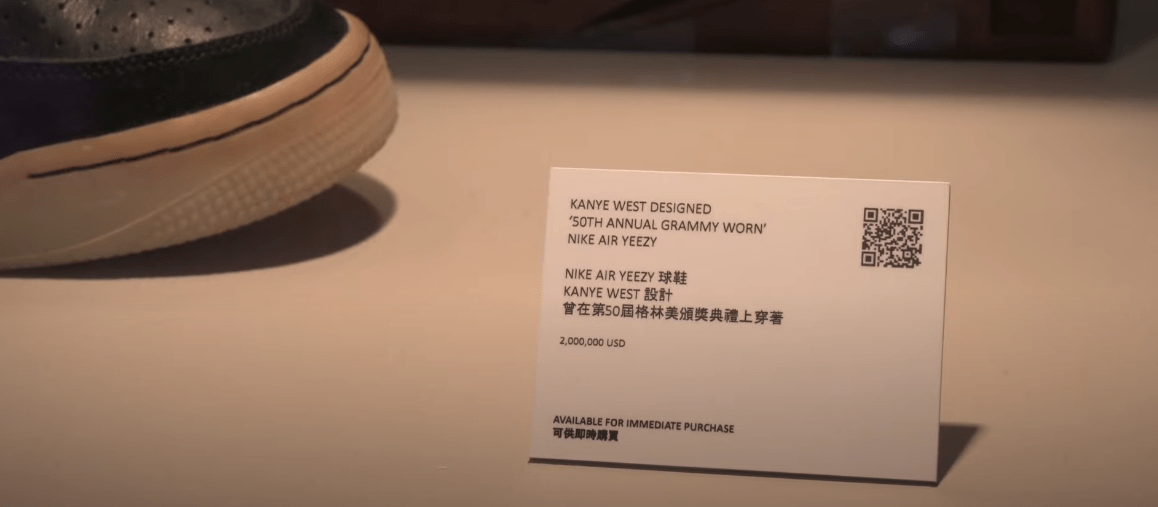 KANYE WEST DESIGNED
‘50TH ANNUAL GRAMMY WORN’
NIKE AIR YEEZY
NIKE AIR YEEZY 球鞋
KANYE WEST 設計
曾在第50屆格林美頒獎典禮上穿著
2,000,000 USD
AVAILABLE FOR IMMEDIATE PURCHASE
可供即時購買